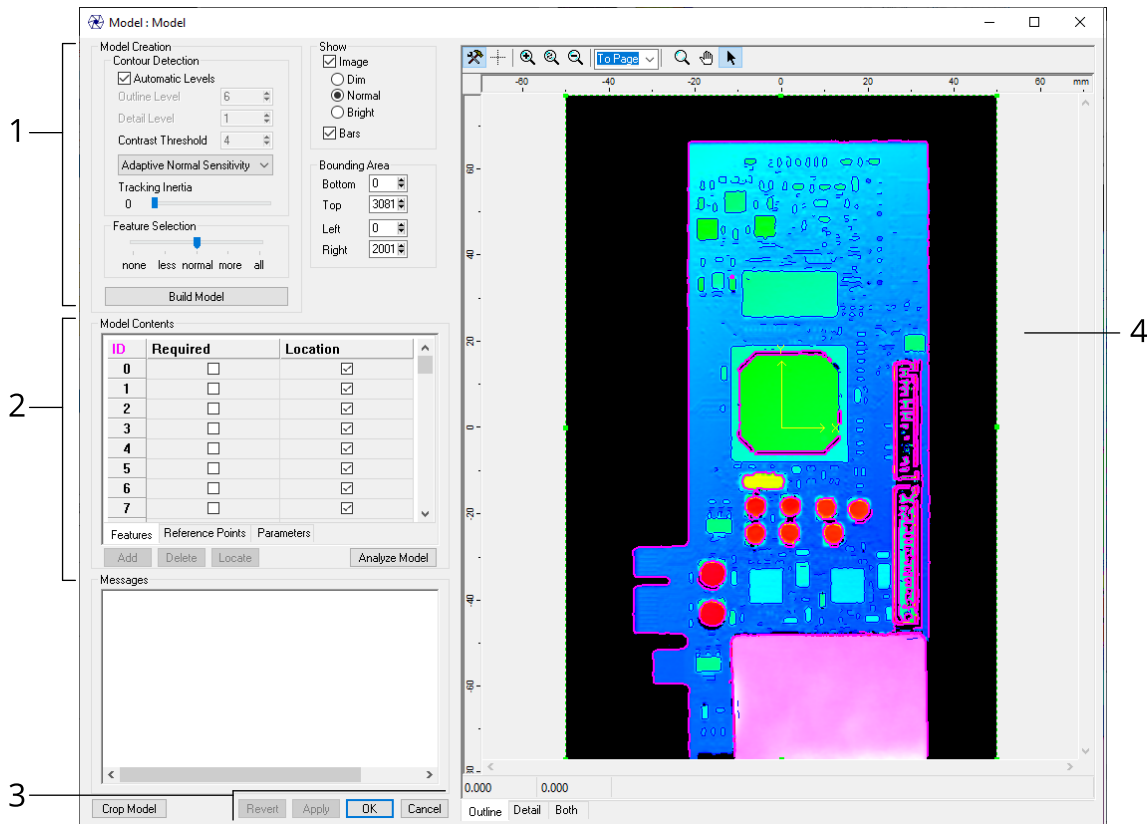 Model : Model
Model Creation
Contour Detection
Automatic Levels
Outline Level 6
Detail Level 1
Contrast Threshold 4
Adaptive Normal Sensitivity
Tracking Inertia
0
Feature Selection
none less normal more all
Build Model
Show
Image
Dim
Normal
Bright
Bars
Bounding Area
Bottom 0
Top 3081
Left 0
Right 2001
1
Model Contents
ID Required Location
0
1
2
3
4
5
6
7
Features Reference Points Parameters
Add Delete Locate Analyze Model
2
Messages
3
Crop Model Revert Apply OK Cancel
To Page
-60 -40 -20 0 20 40 60 mm
60
40
20
0
-20
-40
-60
-80
Y
X
4
0.000 0.000
Outline Detail Both